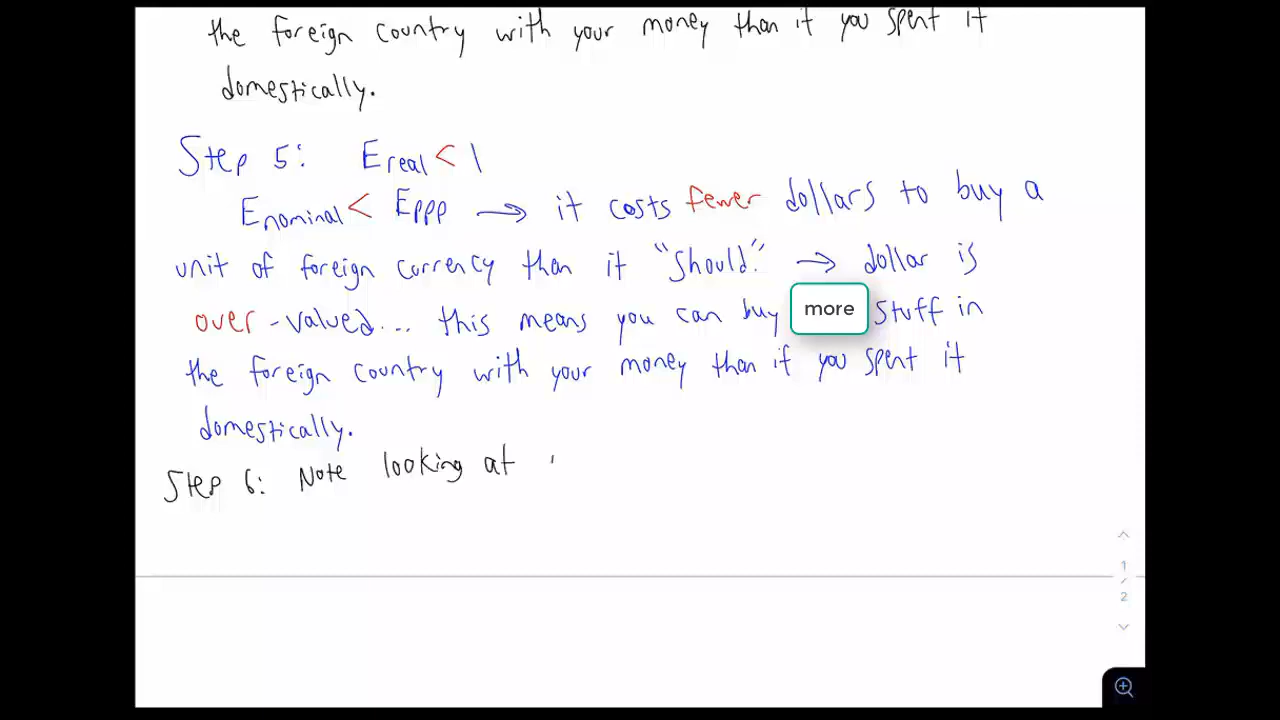 the foreign country with your money than if you spent it
domestically.
Step 5: Ereal < 1
Enominal < Eppp → it costs fewer dollars to buy a
unit of foreign currency than it "should." → dollar is
over-valued... this means you can buy more stuff in
the foreign country with your money than if you spent it
domestically.
Step 6: Note looking at
1
/
2